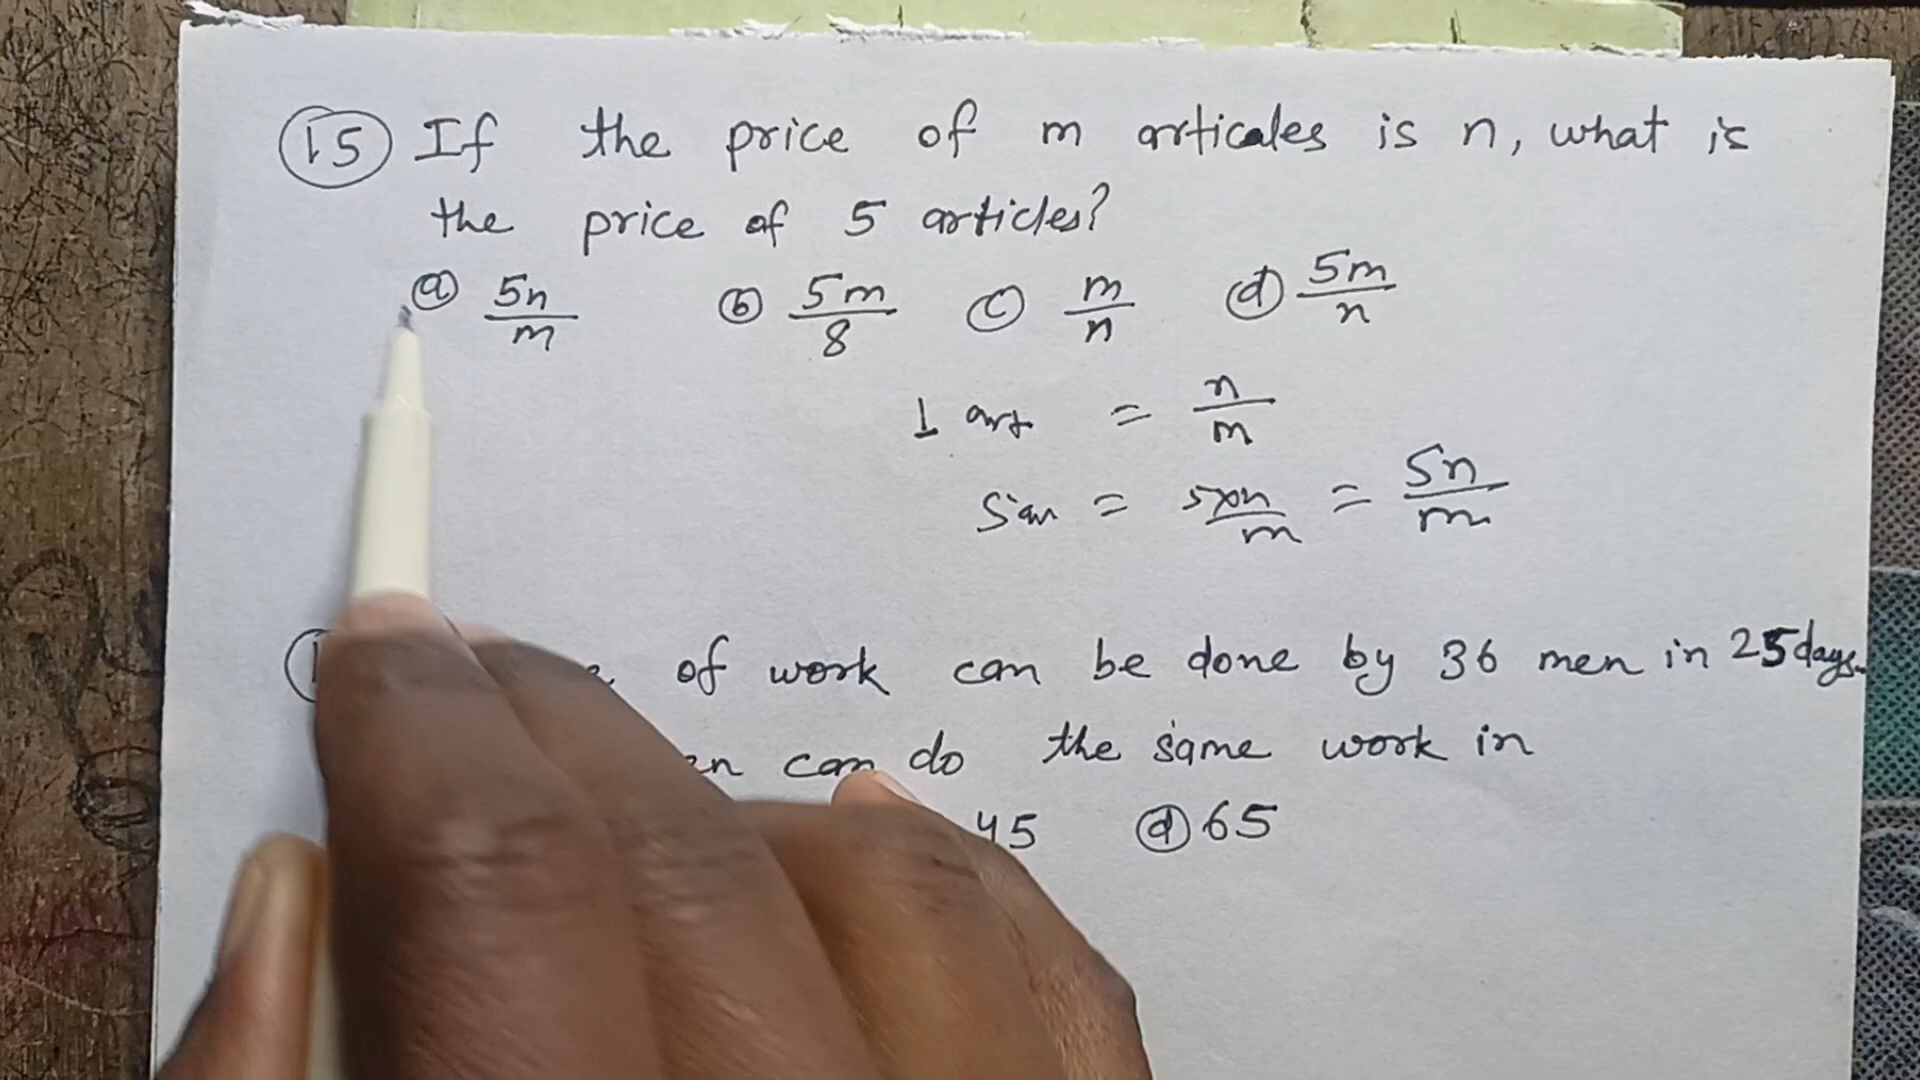 15 If the price of m articales is n, what is
the price of 5 articles?
a 5n/m b 5m/8 c m/n d 5m/n
1 art = n/m
5 = 5xn/m = 5n/m
of work can be done by 36 men in 25 days.
can do the same work in
45 d 65